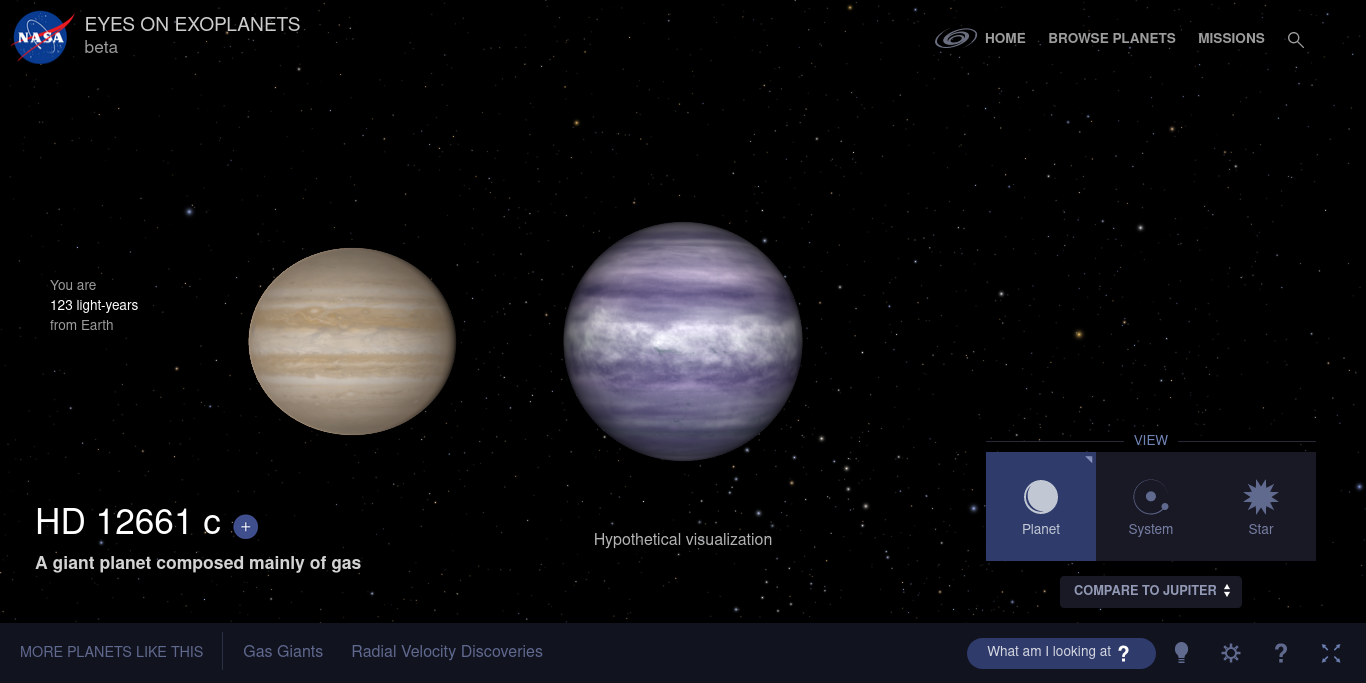 NASA
EYES ON EXOPLANETS
beta
HOME
BROWSE PLANETS
MISSIONS
You are
123 light-years
from Earth
VIEW
Planet
System
Star
HD 12661 c +
A giant planet composed mainly of gas
Hypothetical visualization
COMPARE TO JUPITER
MORE PLANETS LIKE THIS
Gas Giants
Radial Velocity Discoveries
What am I looking at ?
?